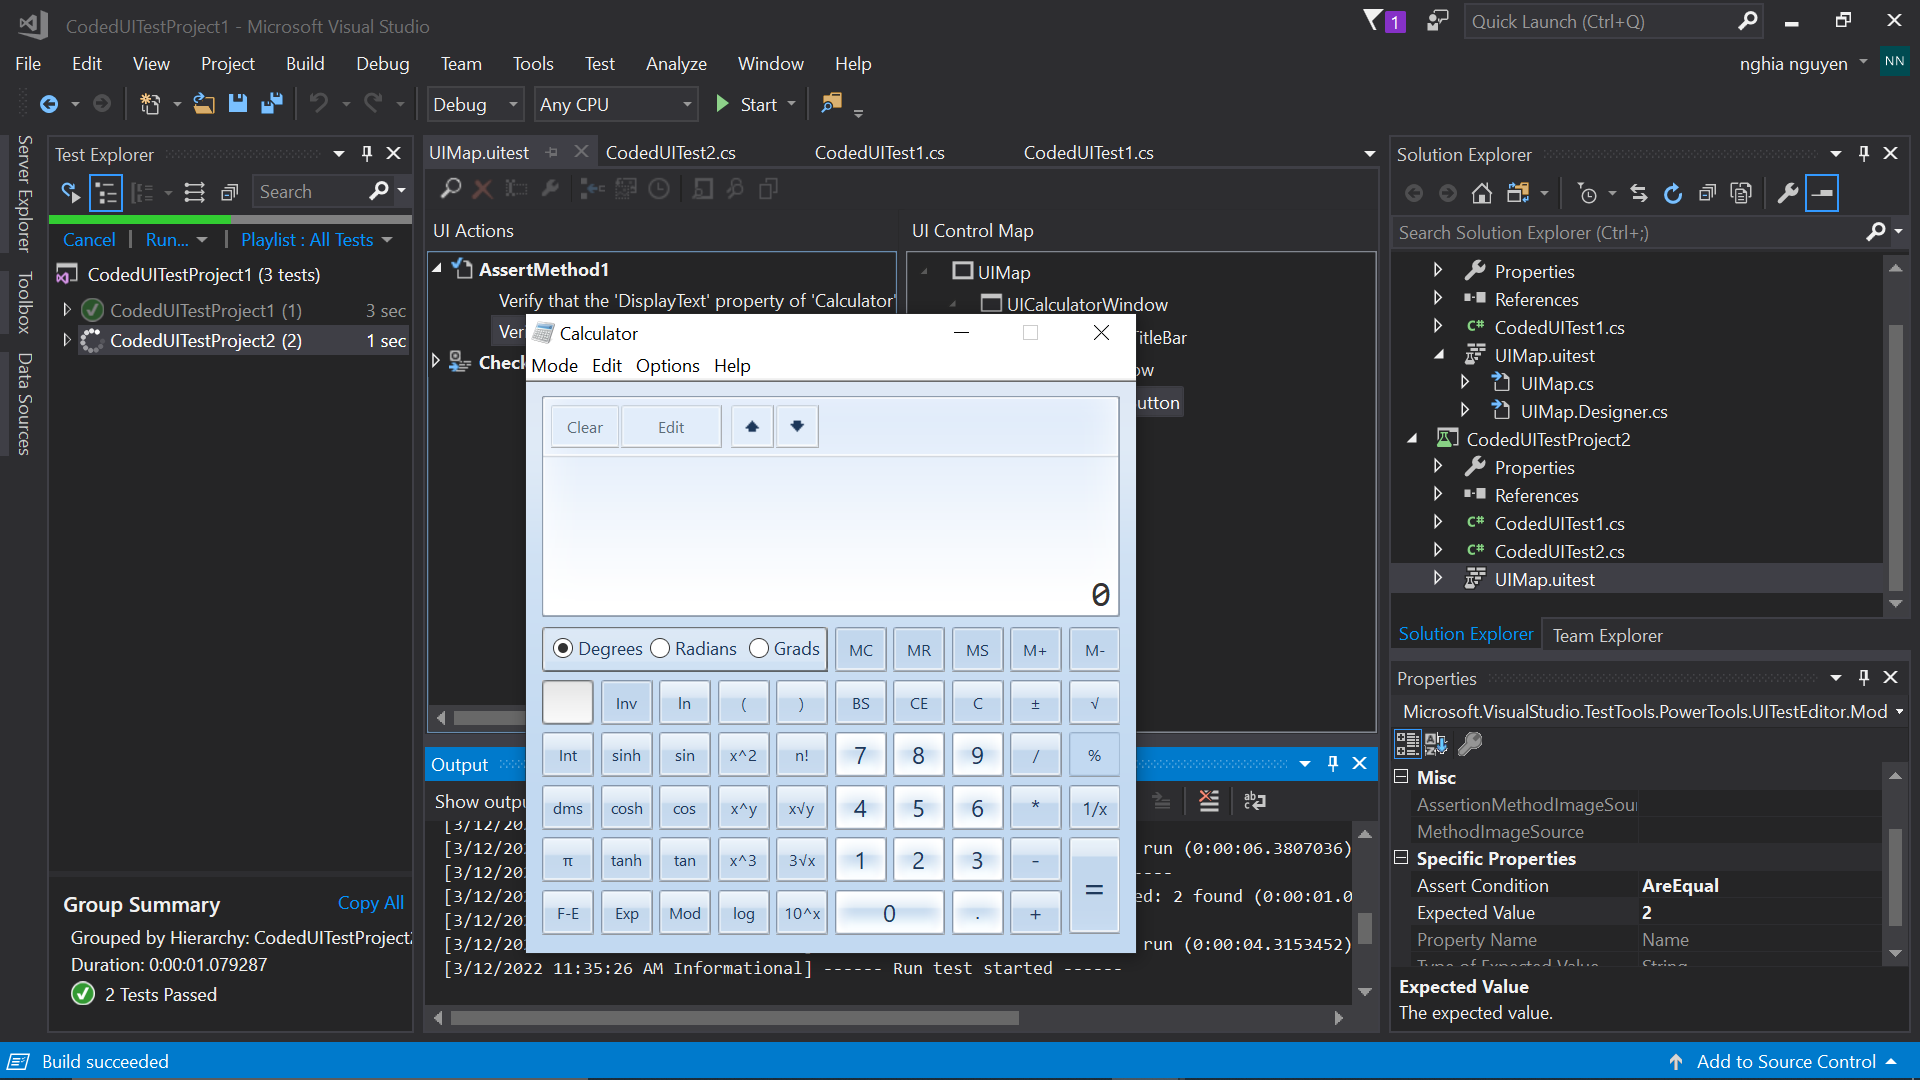 CodedUITestProject1 - Microsoft Visual Studio
1
Quick Launch (Ctrl+Q)
File Edit View Project Build Debug Team Tools Test Analyze Window Help
nghia nguyen NN
Debug Any CPU Start
Server Explorer
Toolbox
Data Sources
Test Explorer
Search
Cancel Run... Playlist : All Tests
CodedUITestProject1 (3 tests)
CodedUITestProject1 (1) 3 sec
CodedUITestProject2 (2) 1 sec
Group Summary Copy All
Grouped by Hierarchy: CodedUITestProject2
Duration: 0:00:01.079287
2 Tests Passed
UIMap.uitest CodedUITest2.cs CodedUITest1.cs CodedUITest1.cs
UI Actions
AssertMethod1
Verify that the 'DisplayText' property of 'Calculator'
Veri
Check
UI Control Map
UIMap
UICalculatorWindow
TitleBar
ow
utton
Calculator
Mode Edit Options Help
Clear Edit
0
Degrees Radians Grads MC MR MS M+ M-
Inv ln ( ) BS CE C ± √
Int sinh sin x^2 n! 7 8 9 / %
dms cosh cos x^y x√y 4 5 6 * 1/x
π tanh tan x^3 3√x 1 2 3 - =
F-E Exp Mod log 10^x 0 . +
Output
Show outpu
[3/12/20
[3/12/20 run (0:00:06.3807036)
[3/12/20 ----
[3/12/20 ed: 2 found (0:00:01.0
[3/12/20
[3/12/20 run (0:00:04.3153452)
[3/12/2022 11:35:26 AM Informational] ------ Run test started ------
Solution Explorer
Search Solution Explorer (Ctrl+;)
Properties
References
CodedUITest1.cs
UIMap.uitest
UIMap.cs
UIMap.Designer.cs
CodedUITestProject2
Properties
References
CodedUITest1.cs
CodedUITest2.cs
UIMap.uitest
Solution Explorer Team Explorer
Properties
Microsoft.VisualStudio.TestTools.PowerTools.UITestEditor.Mod
Misc
AssertionMethodImageSour
MethodImageSource
Specific Properties
Assert Condition AreEqual
Expected Value 2
Property Name Name
Type of Expected Value String
Expected Value
The expected value.
Build succeeded
Add to Source Control